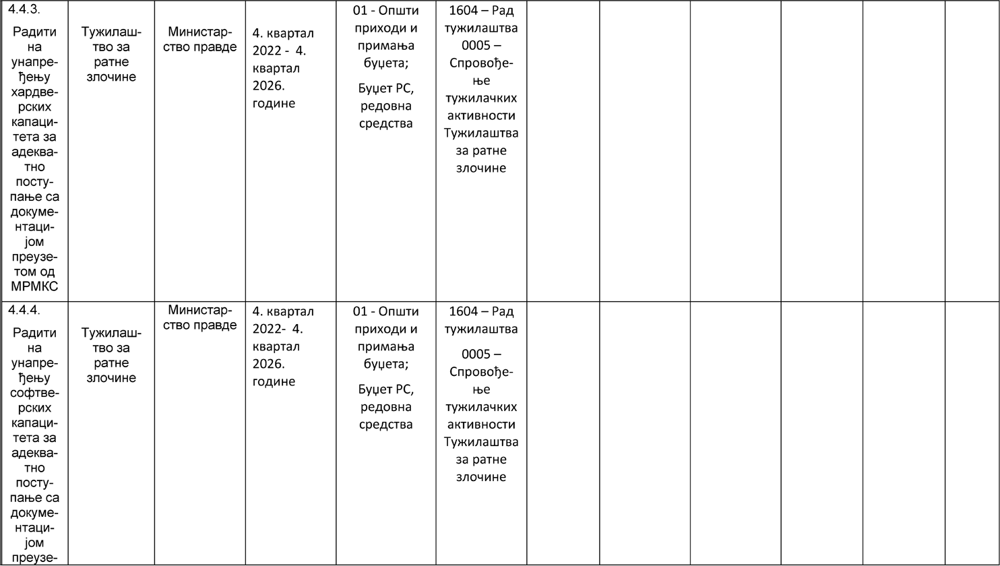 4.4.3.
Радити
на
унапре-
ђењу
хардве-
рских
капаци-
тета за
адеква-
тно
посту-
пање са
докуме-
нтаци-
јом
преузе-
том од
МРМКС
Тужилаш-
тво за
ратне
злочине
Министар-
ство правде
4. квартал
2022 - 4.
квартал
2026.
године
01 - Општи
приходи и
примања
буџета;
Буџет РС,
редовна
средства
1604 – Рад
тужилаштва
0005 –
Спровође-
ње
тужилачких
активности
Тужилаштва
за ратне
злочине
4.4.4.
Радити
на
унапре-
ђењу
софтве-
рских
капаци-
тета за
адеква-
тно
посту-
пање са
докуме-
нтаци-
јом
преузе-
Тужилаш-
тво за
ратне
злочине
Министар-
ство правде
4. квартал
2022- 4.
квартал
2026.
године
01 - Општи
приходи и
примања
буџета;
Буџет РС,
редовна
средства
1604 – Рад
тужилаштва
0005 –
Спровође-
ње
тужилачких
активности
Тужилаштва
за ратне
злочине